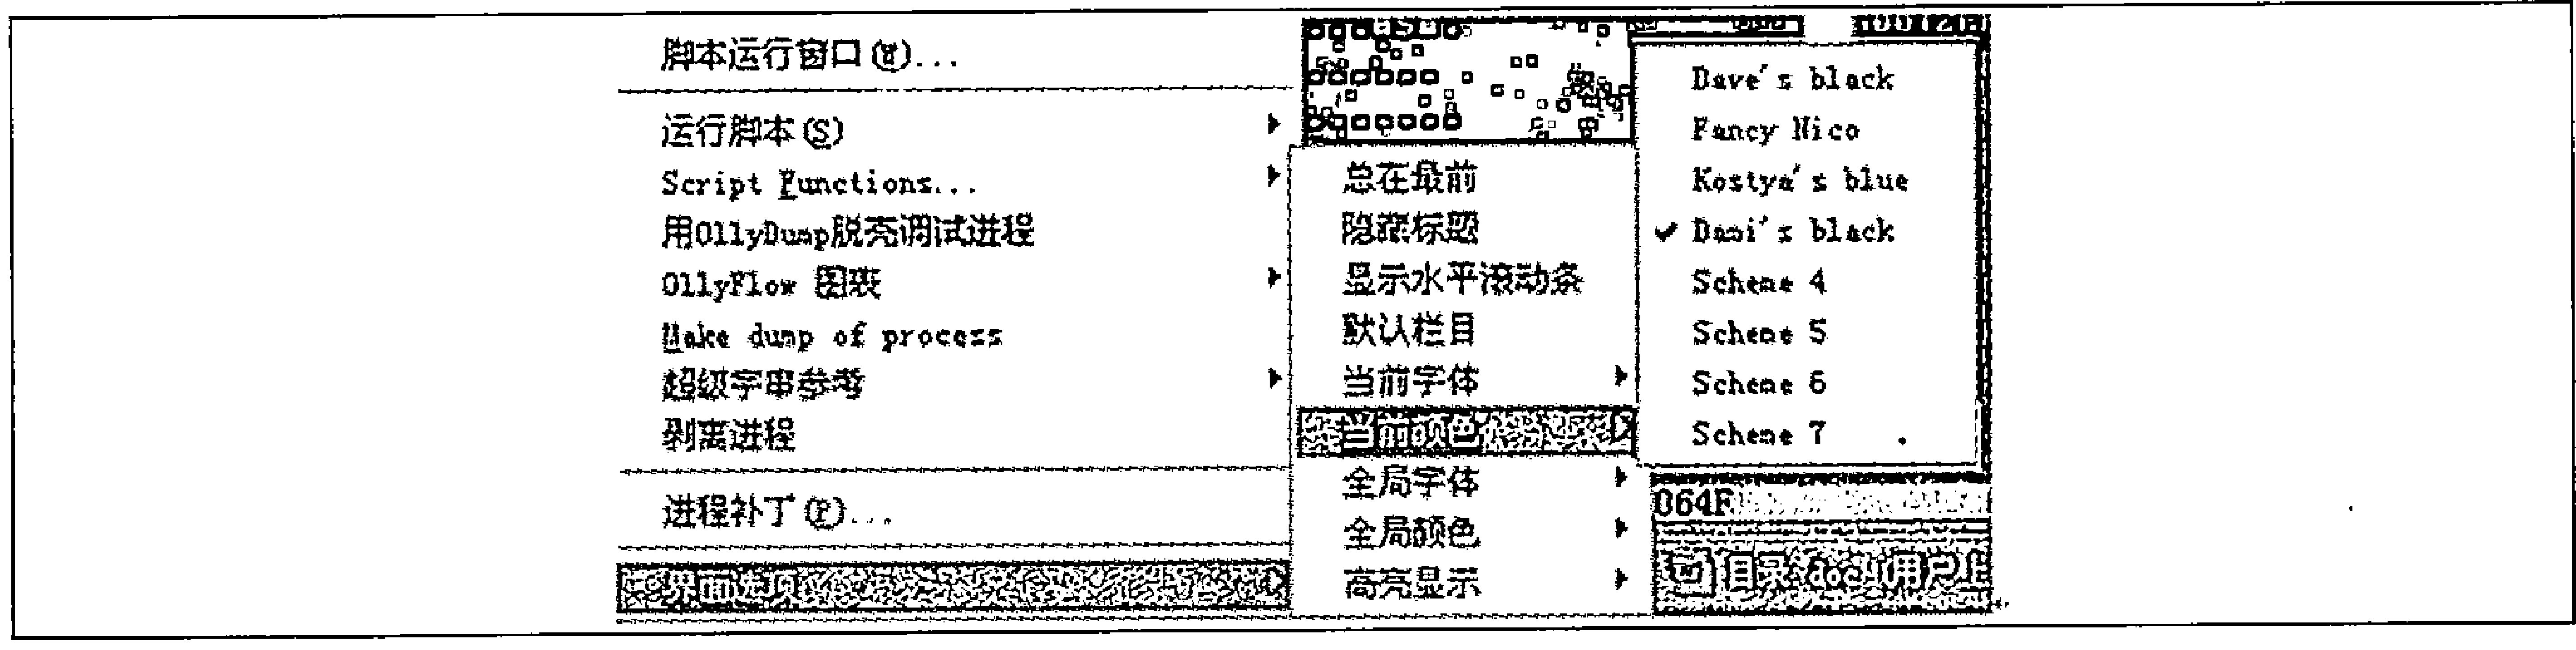 脚本运行窗口(W)...
运行脚本(S)
Script Functions...
用OllyDump脱壳调试进程
OllyFlow 图表
Make dump of process
超级字串参考
剥离进程
进程补丁(P)...
界面选项
总在最前
隐藏标题
显示水平滚动条
默认栏目
当前字体
当前颜色
全局字体
全局颜色
高亮显示
Dave's black
Fancy Nico
Kostya's blue
Dani's black
Scheme 4
Scheme 5
Scheme 6
Scheme 7
064F
目录.doc
用户